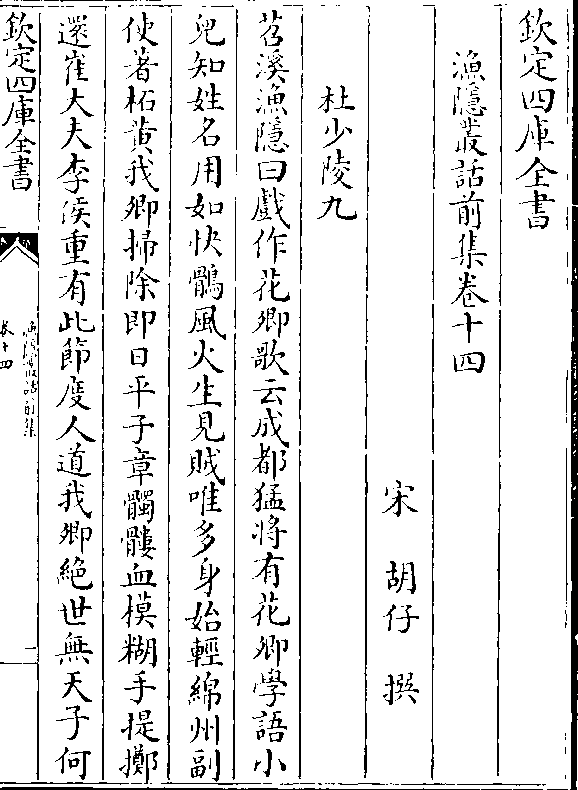 欽定四庫全書
漁隱叢話前集卷十四
宋 胡仔 撰
杜少陵九
苕溪漁隱曰戲作花卿歌云成都猛将有花卿學語小
兒知姓名用如快鶻風火生見賊唯多身始輕綿州副
使著柘黄我卿掃除即日平子章髑髏血模糊手提擲
還崔大夫李侯重有此節度人道我卿絶世無天子何
欽定四庫全書
漁隱叢話前集
卷十四
一